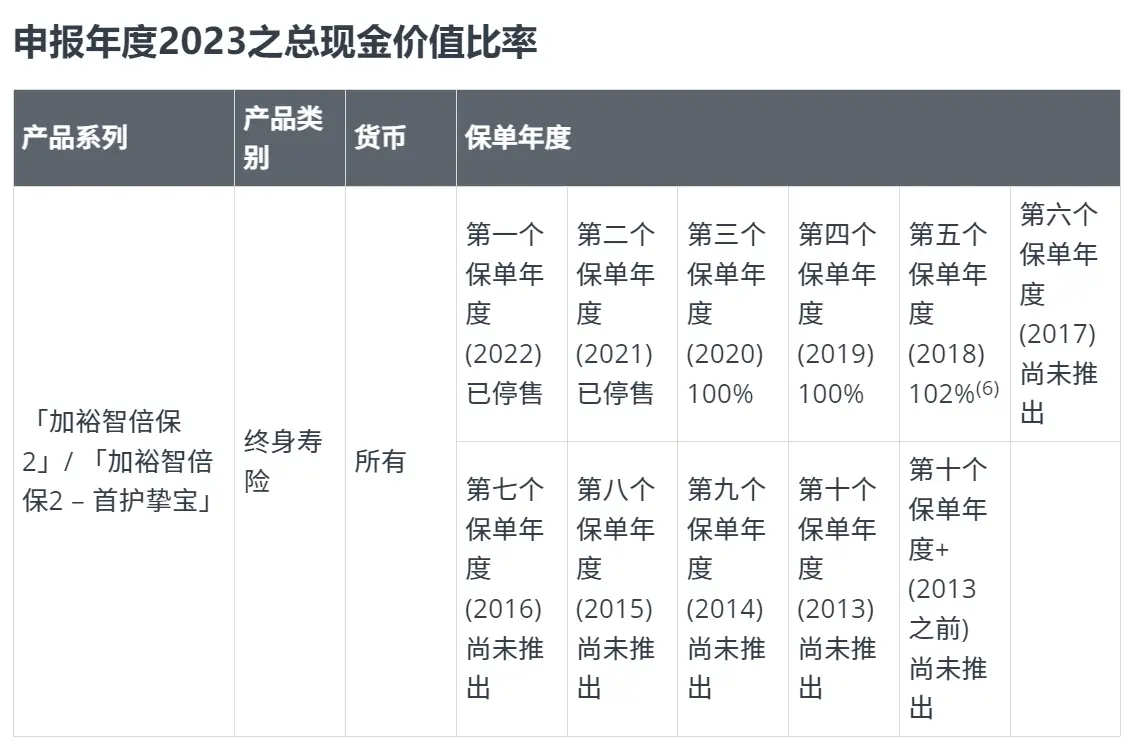 申报年度2023之总现金价值比率
产品系列
产品类
别
货币
保单年度
「加裕智倍保
2」/ 「加裕智倍
保2 – 首护挚宝」
终身寿
险
所有
第一个
保单年
度
(2022)
已停售
第二个
保单年
度
(2021)
已停售
第三个
保单年
度
(2020)
100%
第四个
保单年
度
(2019)
100%
第五个
保单年
度
(2018)
102%(6)
第六个
保单年
度
(2017)
尚未推
出
第七个
保单年
度
(2016)
尚未推
出
第八个
保单年
度
(2015)
尚未推
出
第九个
保单年
度
(2014)
尚未推
出
第十个
保单年
度
(2013)
尚未推
出
第十个
保单年
度+
(2013
之前)
尚未推
出